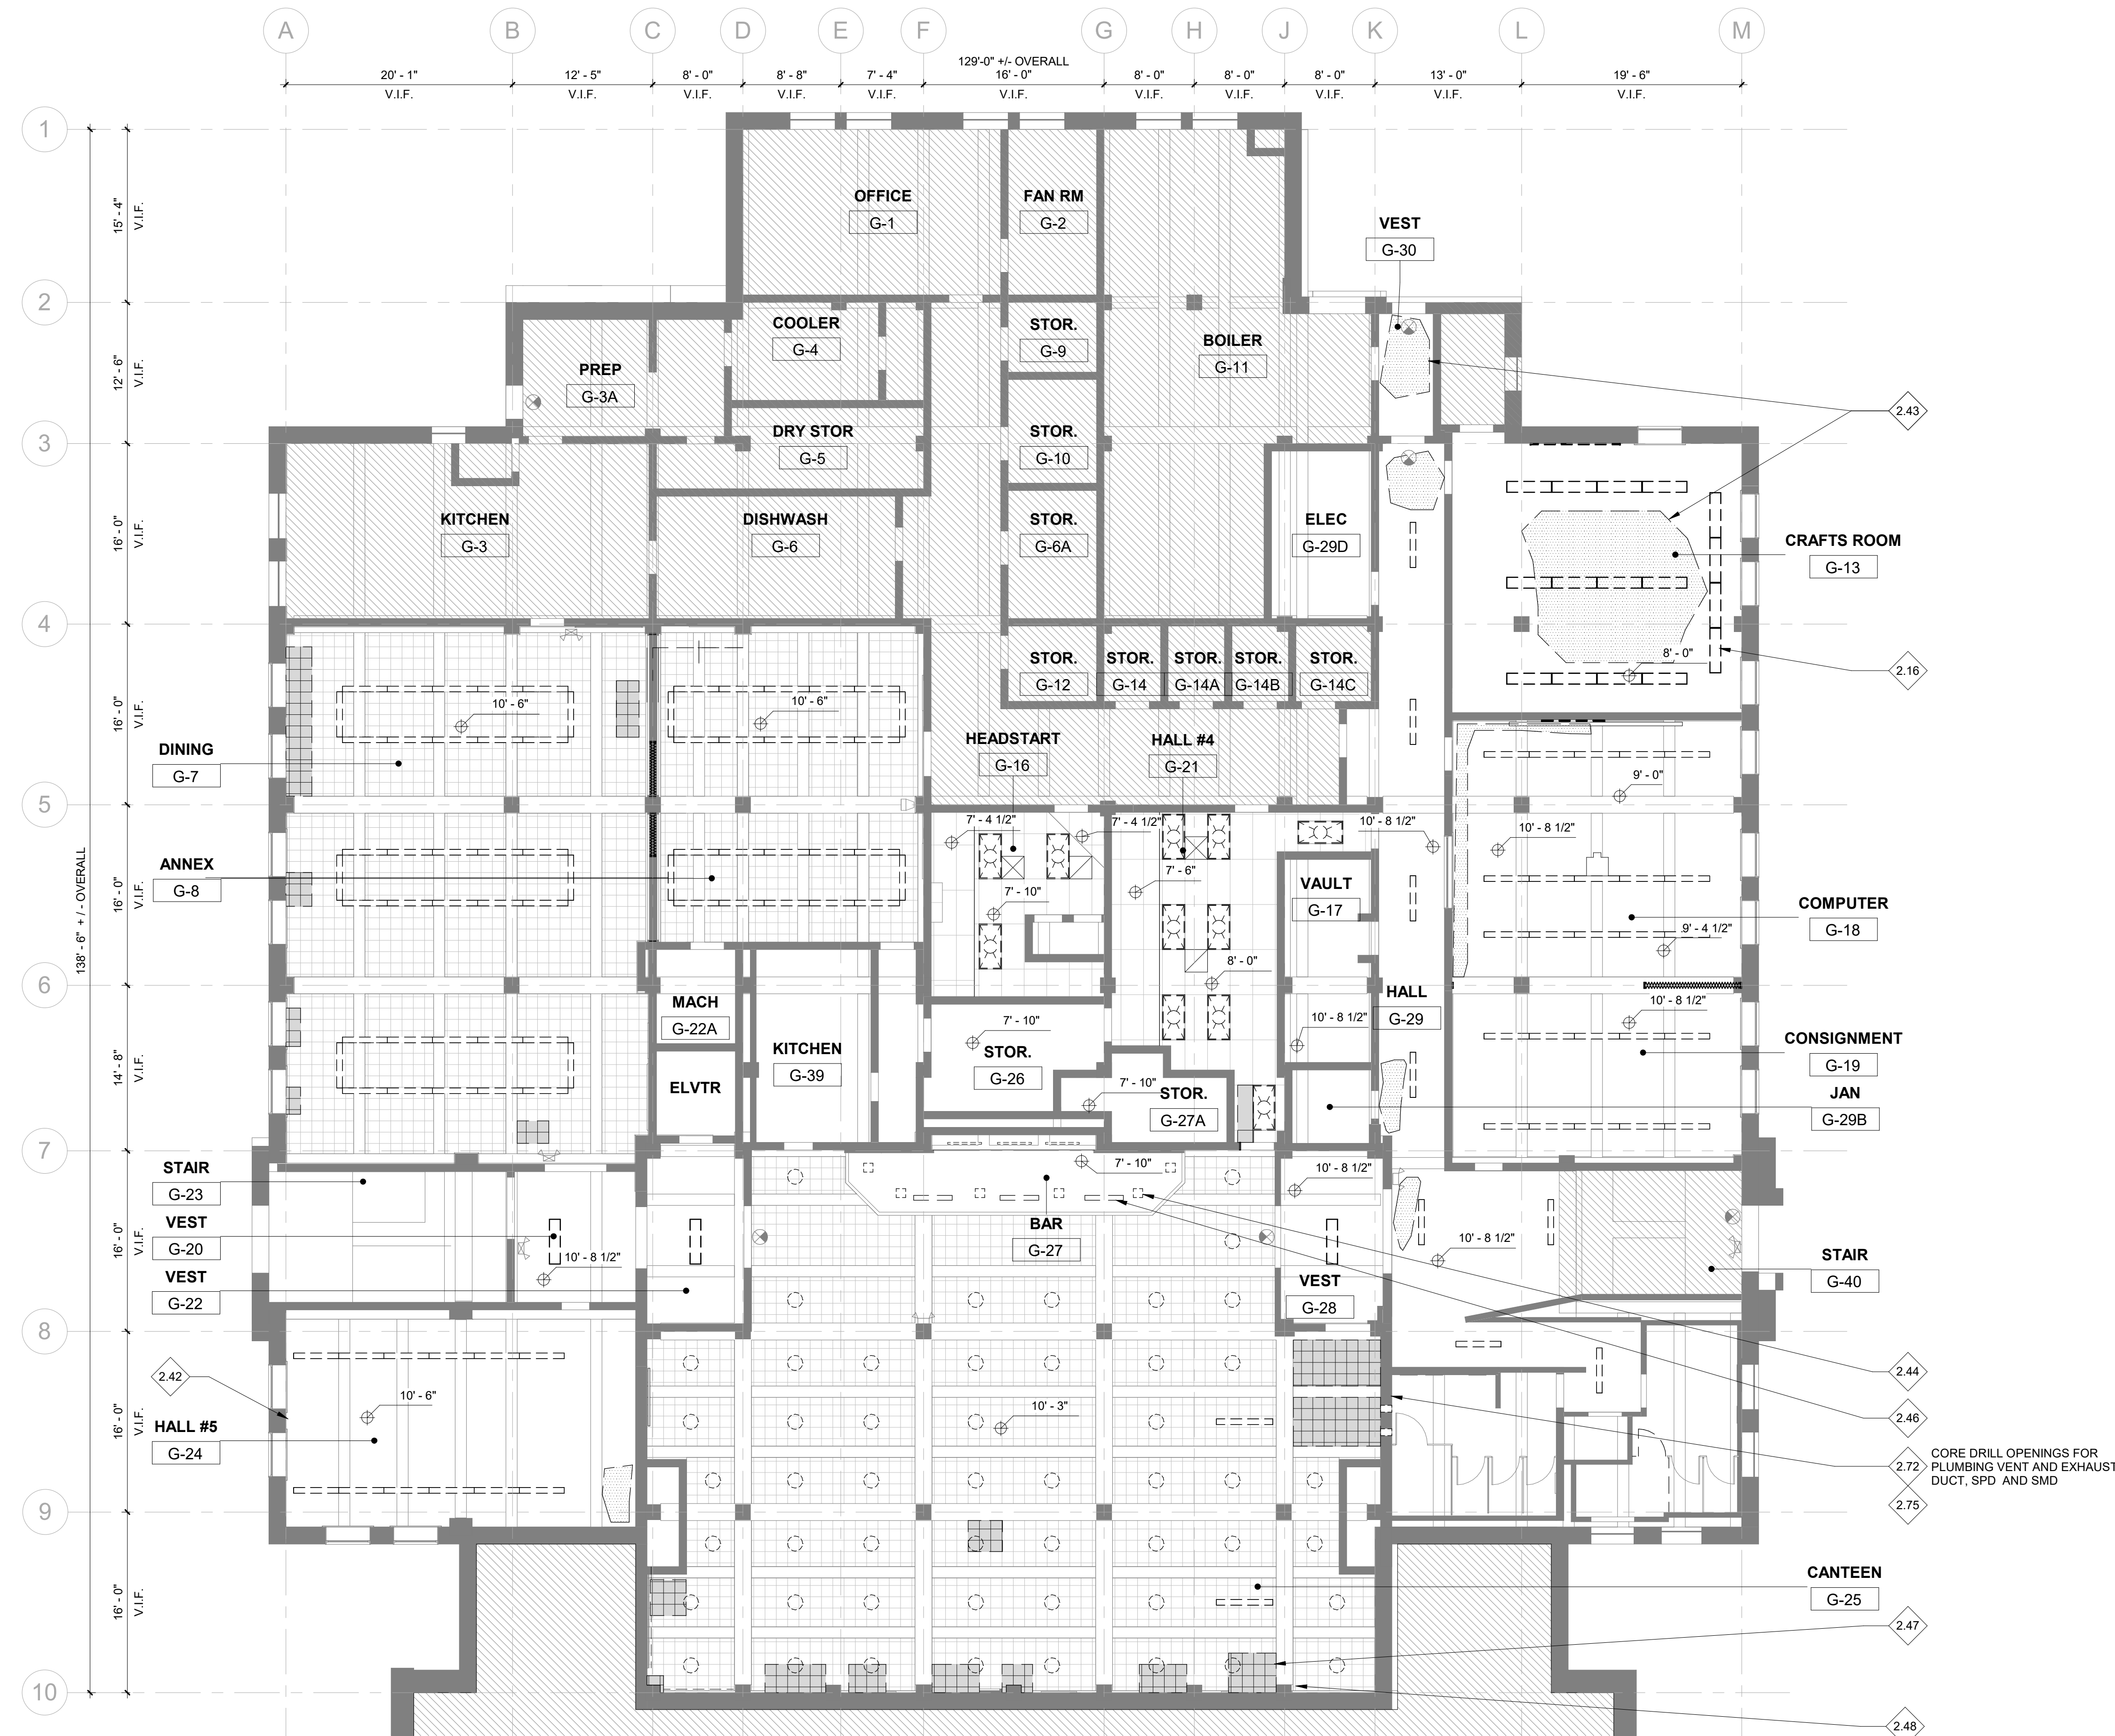 A B C D E F G H J K L M
129'-0" +/- OVERALL
20' - 1" 12' - 5" 8' - 0" 8' - 8" 7' - 4" 16' - 0" 8' - 0" 8' - 0" 8' - 0" 13' - 0" 19' - 6"
V.I.F. V.I.F. V.I.F. V.I.F. V.I.F. V.I.F. V.I.F. V.I.F. V.I.F. V.I.F. V.I.F.
1
15' - 4"
V.I.F.
OFFICE
G-1
FAN RM
G-2
VEST
G-30
2
12' - 6"
V.I.F.
COOLER
G-4
STOR.
G-9
BOILER
G-11
PREP
G-3A
2.43
3
DRY STOR
G-5
STOR.
G-10
16' - 0"
V.I.F.
KITCHEN
G-3
DISHWASH
G-6
STOR.
G-6A
ELEC
G-29D
CRAFTS ROOM
G-13
4
8' - 0"
2.16
STOR.
G-12
STOR.
G-14
STOR.
G-14A
STOR.
G-14B
STOR.
G-14C
16' - 0"
V.I.F.
10' - 6"
10' - 6"
DINING
G-7
HEADSTART
G-16
HALL #4
G-21
9' - 0"
5
7' - 4 1/2"
7' - 4 1/2"
10' - 8 1/2"
10' - 8 1/2"
138' - 6" + / - OVERALL
16' - 0"
V.I.F.
ANNEX
G-8
7' - 6"
7' - 10"
VAULT
G-17
COMPUTER
G-18
9' - 4 1/2"
8' - 0"
6
MACH
G-22A
HALL
G-29
10' - 8 1/2"
10' - 8 1/2"
7' - 10"
14' - 8"
V.I.F.
KITCHEN
G-39
STOR.
G-26
CONSIGNMENT
G-19
ELVTR
7' - 10"
STOR.
G-27A
JAN
G-29B
7
STAIR
G-23
7' - 10"
10' - 8 1/2"
VEST
G-20
BAR
G-27
16' - 0"
V.I.F.
10' - 8 1/2"
10' - 8 1/2"
STAIR
G-40
VEST
G-22
VEST
G-28
8
2.42
2.44
10' - 6"
HALL #5
G-24
16' - 0"
V.I.F.
10' - 3"
2.46
2.72
CORE DRILL OPENINGS FOR
PLUMBING VENT AND EXHAUST
DUCT, SPD AND SMD
2.75
9
CANTEEN
G-25
16' - 0"
V.I.F.
2.47
10
2.48